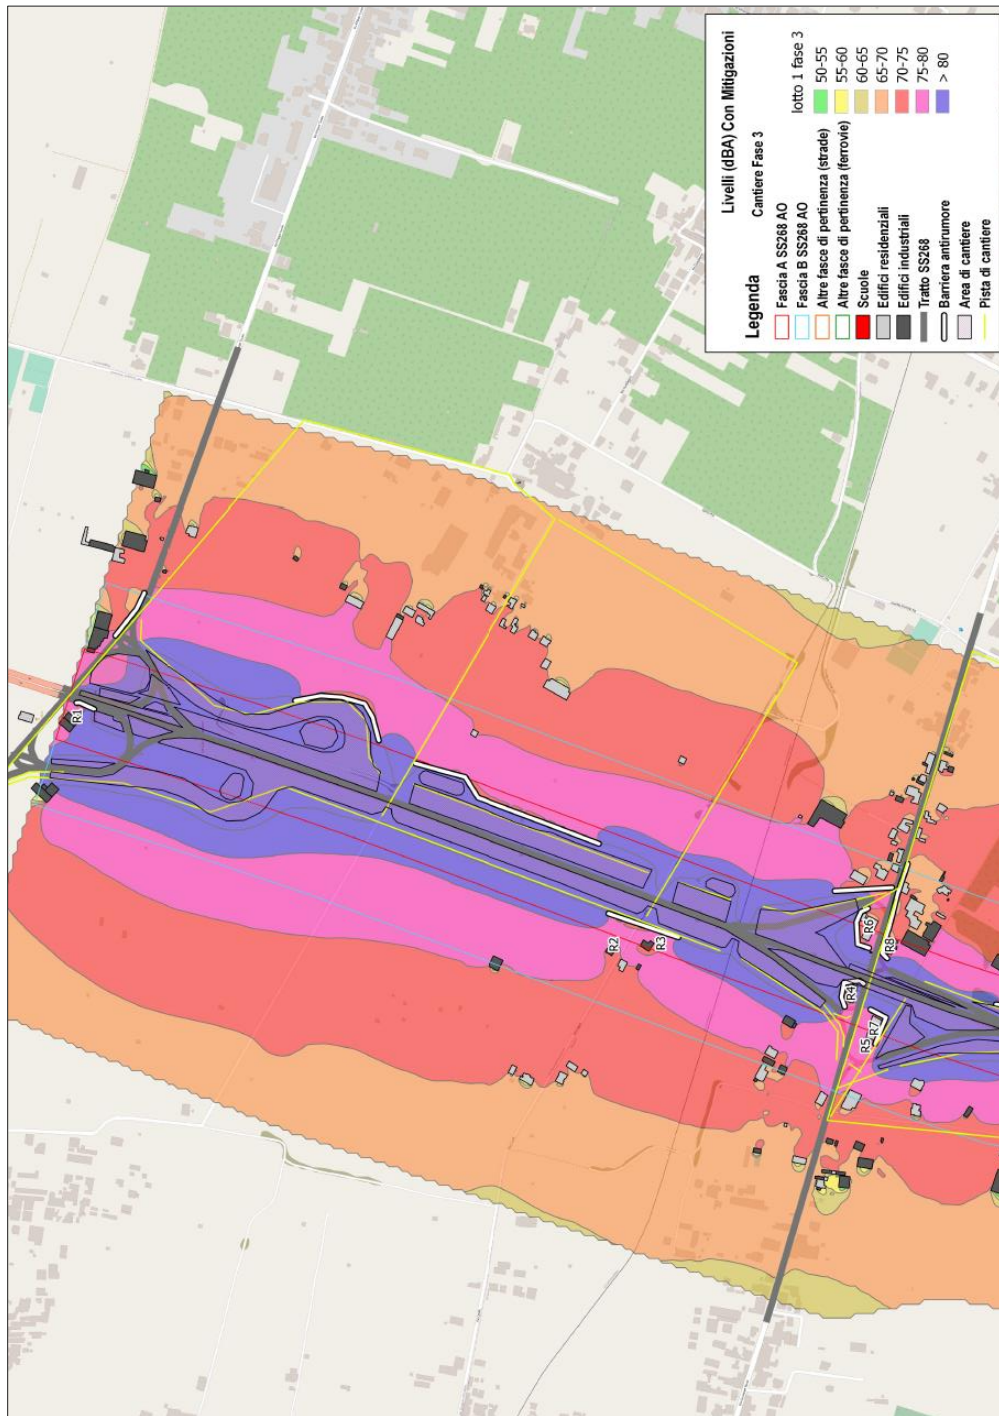 Livelli (dBA) Con Mitigazioni
Cantiere Fase 3
Legenda
Fascia A SS268 AO
Fascia B SS268 AO
Altre fasce di pertinenza (strade)
Altre fasce di pertinenza (ferrovie)
Scuole
Edifici residenziali
Edifici industriali
Tratto SS268
Barriera antirumore
Area di cantiere
Pista di cantiere
lotto 1 fase 3
50-55
55-60
60-65
65-70
70-75
75-80
> 80
R1
R2
R3
R4
R5
R6
R7
R8